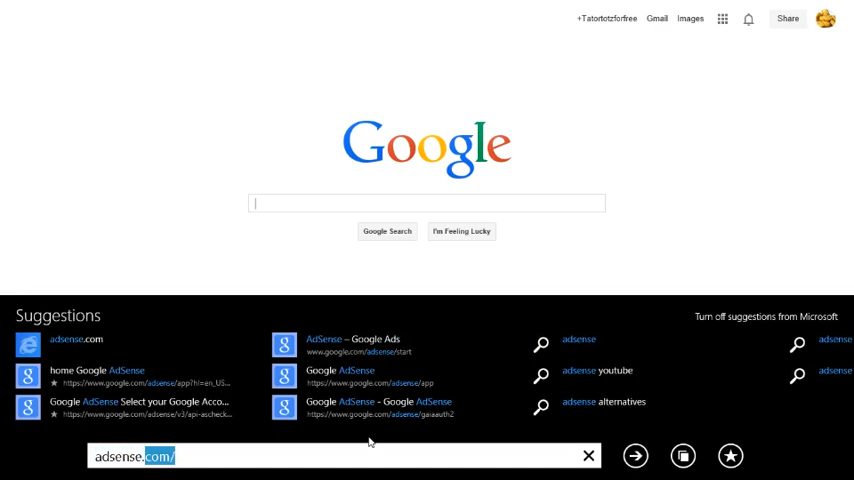 +Tatortotzforfree Gmail Images Share
Google
Google Search I'm Feeling Lucky
Suggestions
Turn off suggestions from Microsoft
adsense.com
AdSense – Google Ads
www.google.com/adsense/start
adsense
adsense
home Google AdSense
https://www.google.com/adsense/app?hl=en_US...
Google AdSense
https://www.google.com/adsense/app
adsense youtube
adsense
Google AdSense Select your Google Acco...
https://www.google.com/adsense/v3/api-ascheck...
Google AdSense - Google AdSense
https://www.google.com/adsense/gaiaauth2
adsense alternatives
adsense.com/